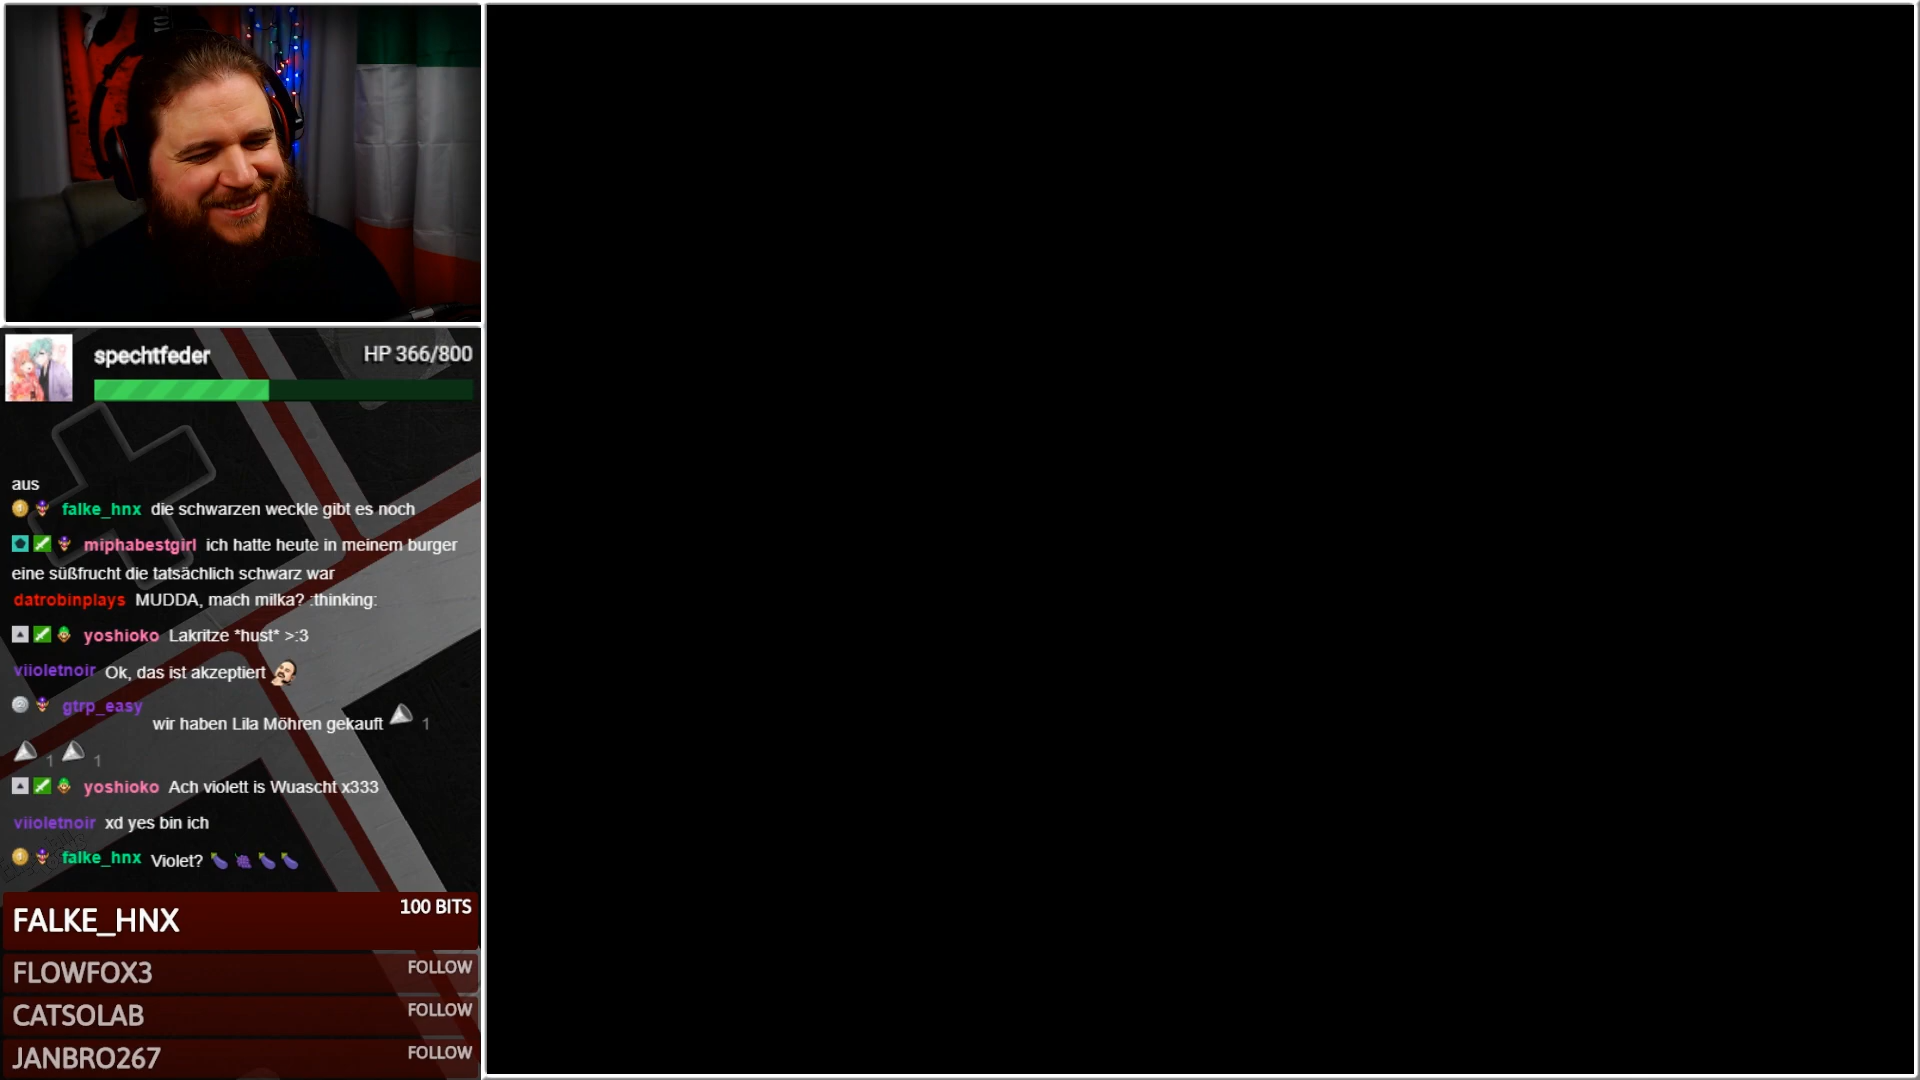 spechtfeder HP 366/800
aus
falke_hnx die schwarzen weckle gibt es noch
miphabestgirl ich hatte heute in meinem burger
eine süßfrucht die tatsächlich schwarz war
datrobinplays MUDDA, mach milka? :thinking:
yoshioko Lakritze *hust* >:3
viioletnoir Ok, das ist akzeptiert
gtrp_easy
wir haben Lila Möhren gekauft 1
1 1
yoshioko Ach violett is Wuascht x333
viioletnoir xd yes bin ich
falke_hnx Violet? 🍆🍇🍆🍆
FALKE_HNX 100 BITS
FLOWFOX3 FOLLOW
CATSOLAB FOLLOW
JANBRO267 FOLLOW